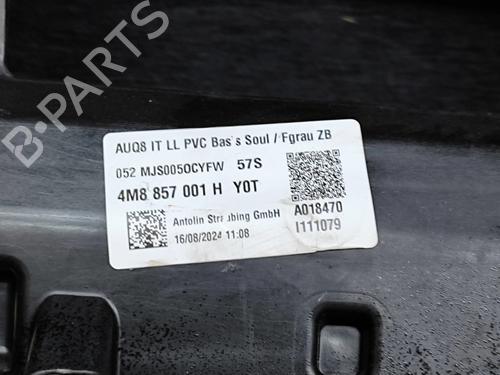 AUQ8 IT LL PVC Bas's Soul / Fgrau ZB
052 MJS005OCYFW 57S
4M8 857 001 H Y0T
Antolin Straubing GmbH
16/08/2024 11:08
A018470
I111079
B-PARTS